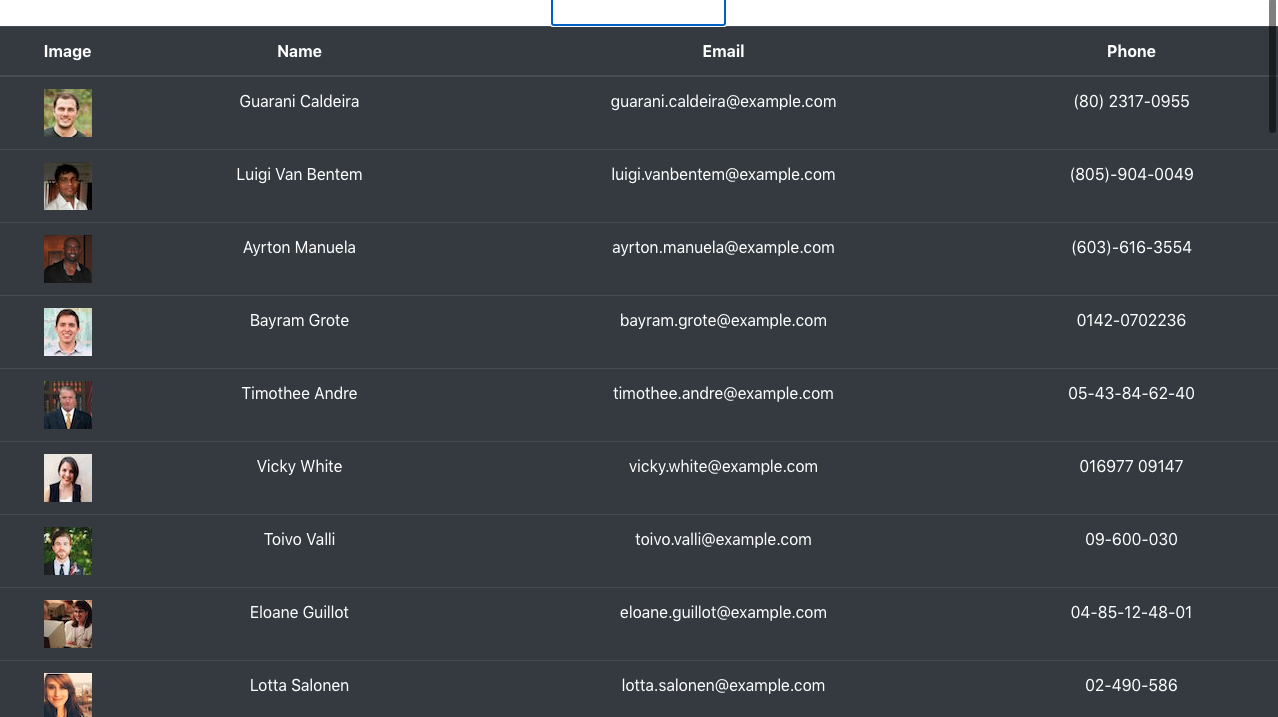 Image Name Email Phone
Guarani Caldeira guarani.caldeira@example.com (80) 2317-0955
Luigi Van Bentem luigi.vanbentem@example.com (805)-904-0049
Ayrton Manuela ayrton.manuela@example.com (603)-616-3554
Bayram Grote bayram.grote@example.com 0142-0702236
Timothee Andre timothee.andre@example.com 05-43-84-62-40
Vicky White vicky.white@example.com 016977 09147
Toivo Valli toivo.valli@example.com 09-600-030
Eloane Guillot eloane.guillot@example.com 04-85-12-48-01
Lotta Salonen lotta.salonen@example.com 02-490-586